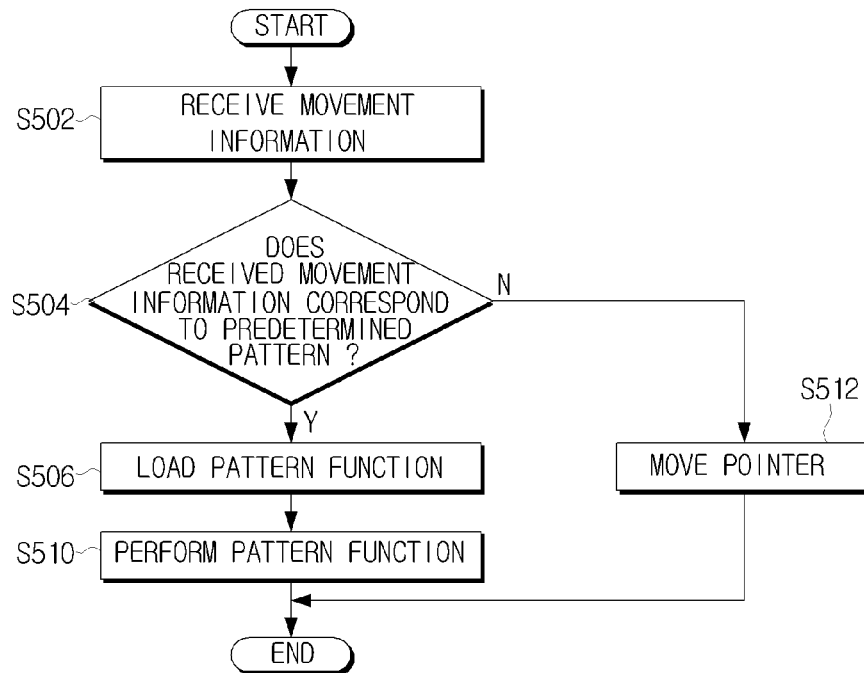 START
S502
RECEIVE MOVEMENT
INFORMATION
S504
DOES
RECEIVED MOVEMENT
INFORMATION CORRESPOND
TO PREDETERMINED
PATTERN ?
N
Y
S512
S506
LOAD PATTERN FUNCTION
MOVE POINTER
S510
PERFORM PATTERN FUNCTION
END